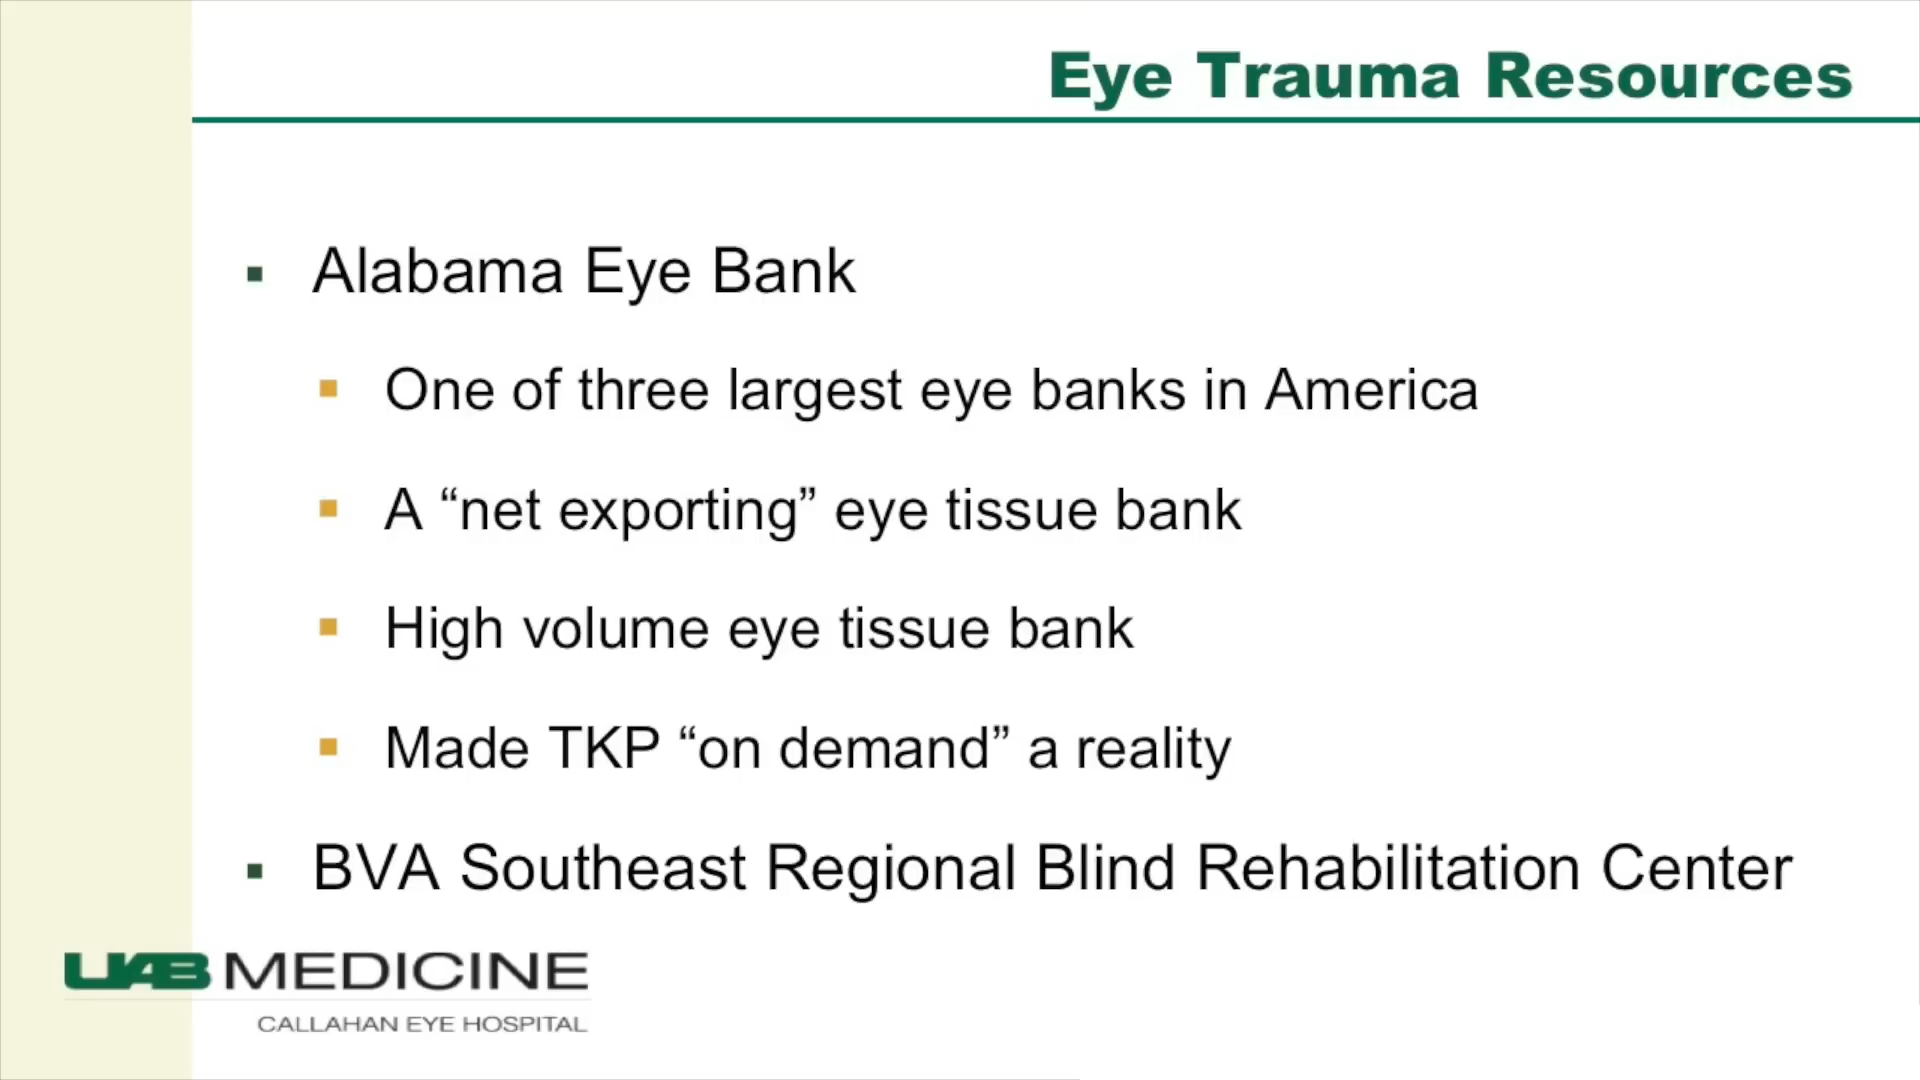 Eye Trauma Resources
▪ Alabama Eye Bank
▪ One of three largest eye banks in America
▪ A “net exporting” eye tissue bank
▪ High volume eye tissue bank
▪ Made TKP “on demand” a reality
▪ BVA Southeast Regional Blind Rehabilitation Center
UAB MEDICINE
CALLAHAN EYE HOSPITAL